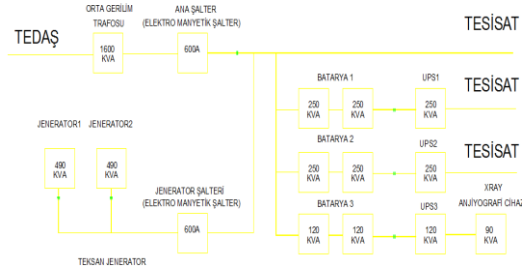 ORTA GERİLİM
TRAFOSU
ANA ŞALTER
(ELEKTRO MANYETİK ŞALTER)
TESİSAT
TEDAŞ
1600
KVA
600A
BATARYA 1
UPS1
TESİSAT
250
KVA
250
KVA
250
KVA
JENERATOR1
JENERATOR2
BATARYA 2
UPS2
TESİSAT
490
KVA
490
KVA
250
KVA
250
KVA
250
KVA
JENERATOR ŞALTERİ
(ELEKTRO MANYETİK ŞALTER)
XRAY
ANJİYOGRAFİ CİHAZ
BATARYA 3
UPS3
600A
120
KVA
120
KVA
120
KVA
90
KVA
TEKSAN JENERATOR